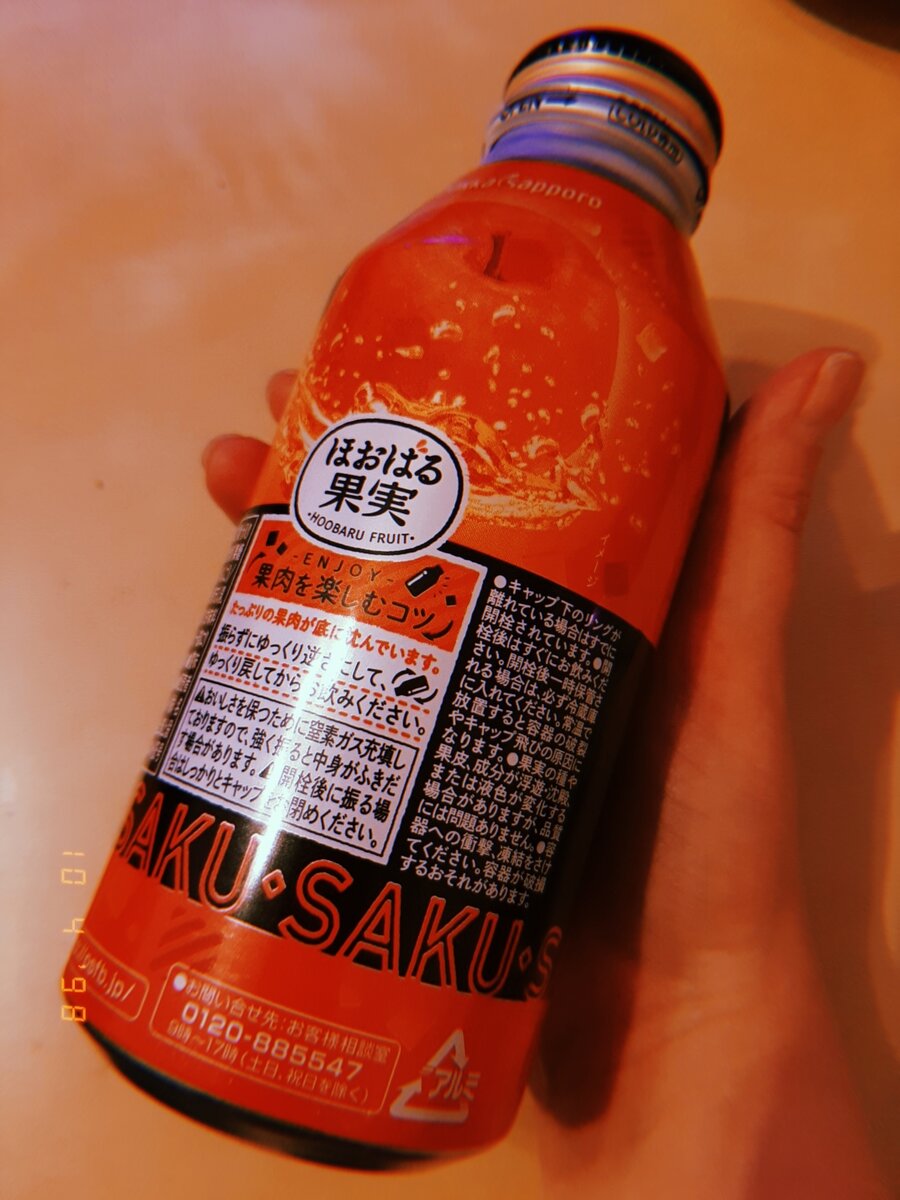 Sapporo
ほおばる
果実
・HOOBARU FRUIT・
-ENJOY-
果肉を楽しむコツ
たっぷりの果肉が底に沈んでいます。
振らずにゆっくり逆さにして、
ゆっくり戻してからお飲みください。
⚠おいしさを保つために窒素ガス充填し
ておりますので、強く振ると中身がふきだ
す場合があります。⚠開栓後に振る場
合はしっかりとキャップをお閉めください。
●キャップ下のリングが
離れている場合はすでに
開栓されています。●開
栓後はすぐにお飲みくだ
さい。開栓後一時保管さ
れる場合は、必ず冷蔵庫
に入れてください。常温で
放置すると容器の破裂
やキャップ飛びの原因に
なります。●果実の種や
果皮、成分が浮遊・沈殿、
または液色が変化する
場合がありますが、品質
には問題ありません。●容
器への衝撃、凍結をさけ
てください。容器が破損
するおそれがあります。
イメージ
SAKU・SAKU・S
psfb.jp/
●お問い合せ先:お客様相談室
0120-885547
9時〜17時(土日、祝日を除く)
アルミ
10 4 '98